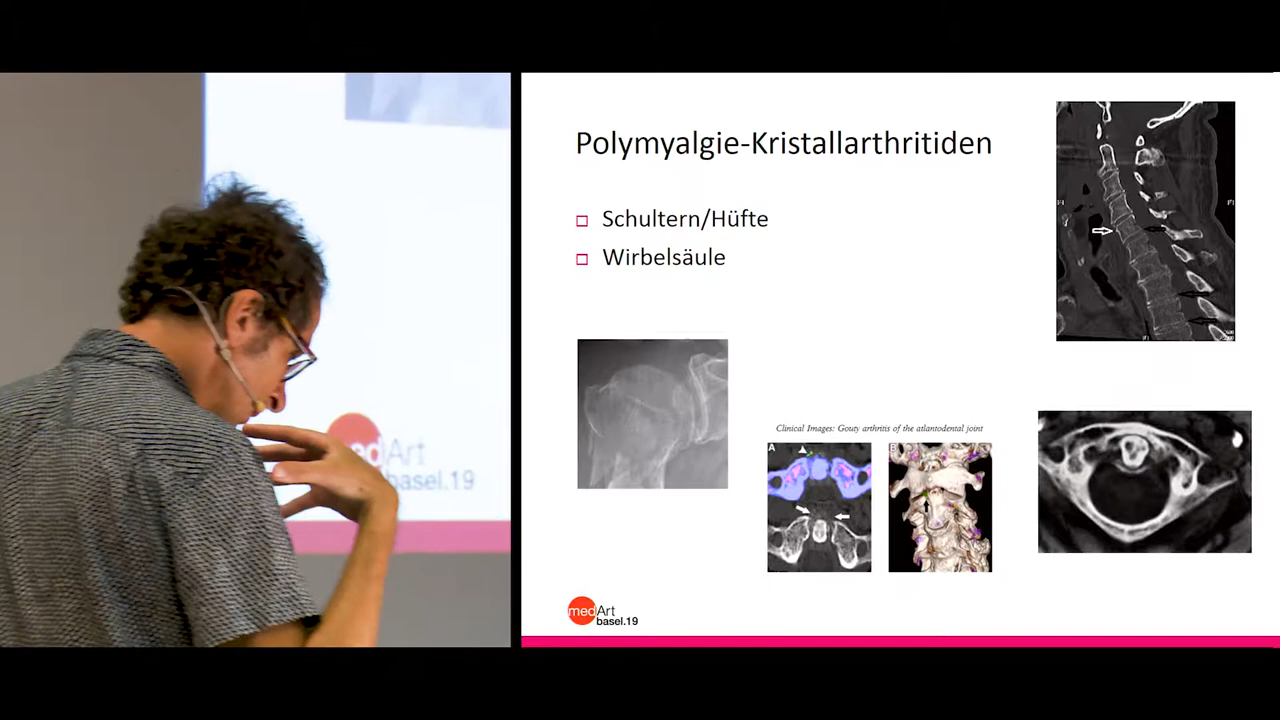 Polymyalgie-Kristallarthritiden
Schultern/Hüfte
Wirbelsäule
Clinical Images: Gouty arthritis of the atlantodental joint
A
B
medArt
basel.19
medArt
basel.19